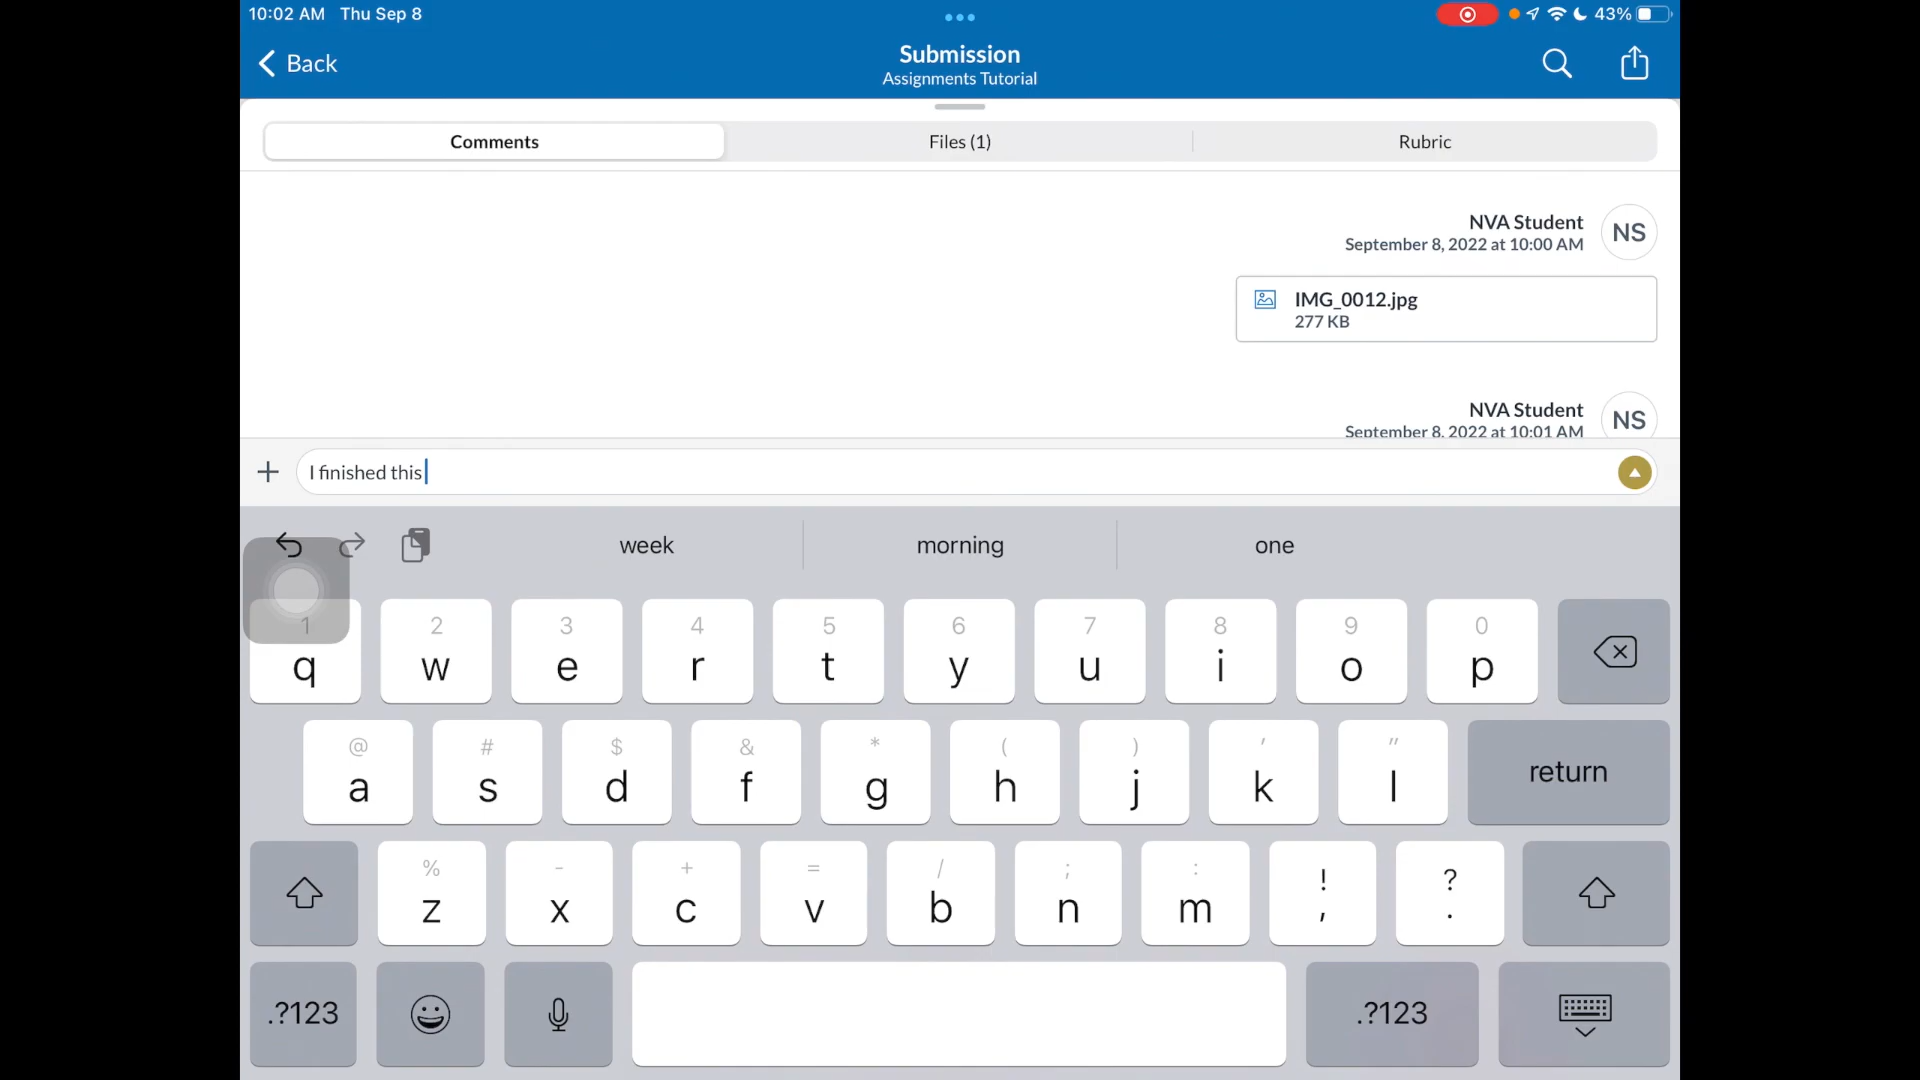 10:02 AM Thu Sep 8
43%
Back
Submission
Assignments Tutorial
Comments
Files (1)
Rubric
NVA Student
September 8, 2022 at 10:00 AM
NS
IMG_0012.jpg
277 KB
NVA Student
September 8, 2022 at 10:01 AM
NS
I finished this
week morning one
1 2 3 4 5 6 7 8 9 0
q w e r t y u i o p
@ # $ & * ( ) ' "
a s d f g h j k l return
% - + = / ; : ! ?
z x c v b n m , .
.?123 .?123